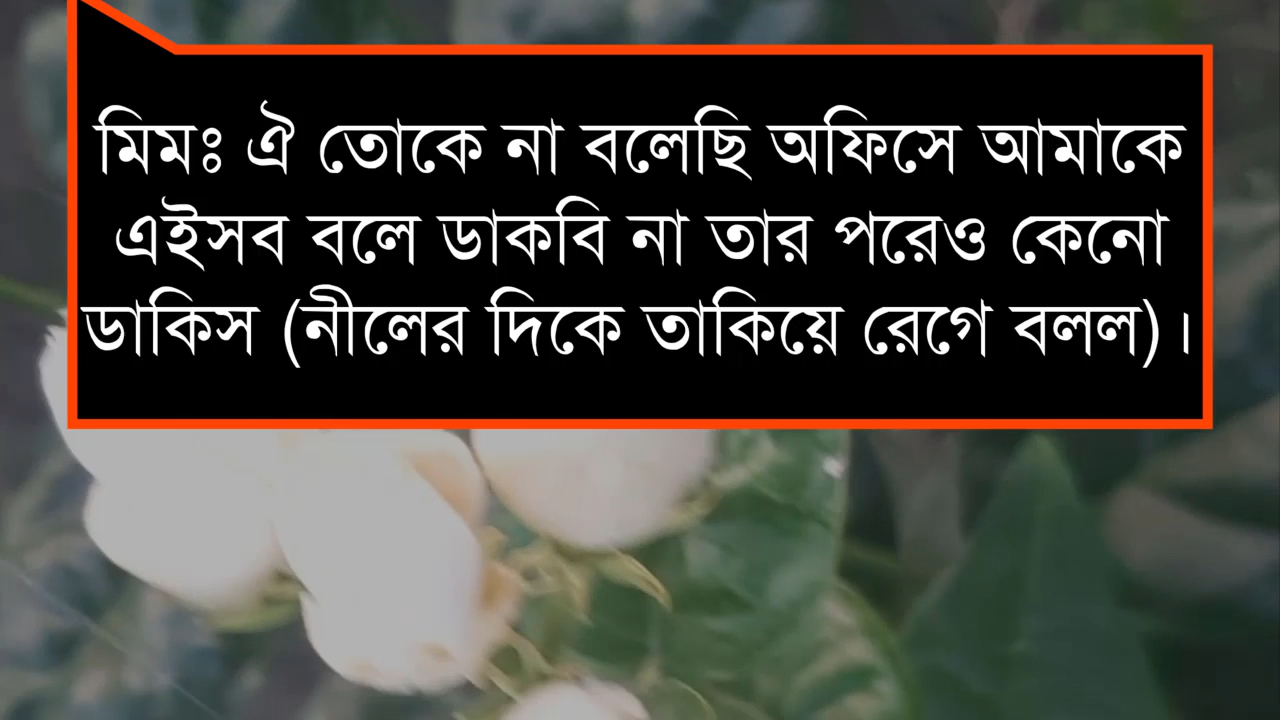 মিমঃ ঐ তোকে না বলেছি অফিসে আমাকে
এইসব বলে ডাকবি না তার পরেও কেনো
ডাকিস (নীলের দিকে তাকিয়ে রেগে বলল)।